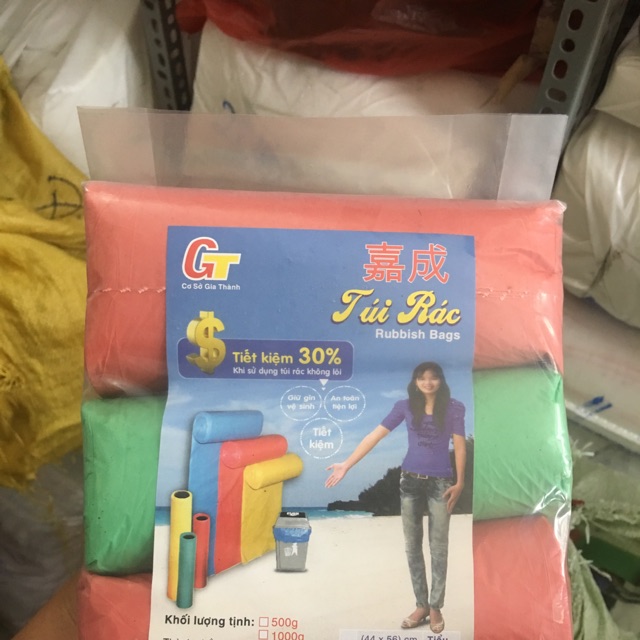 GT
Cơ Sở Gia Thành
嘉成
Túi Rác
Rubbish Bags
$
Tiết kiệm 30%
Khi sử dụng túi rác không lõi
Giữ gìn
vệ sinh
An toàn
tiện lợi
Tiết
kiệm
Khối lượng tịnh: 500g
1000g
(44 x 56) cm - Tiểu